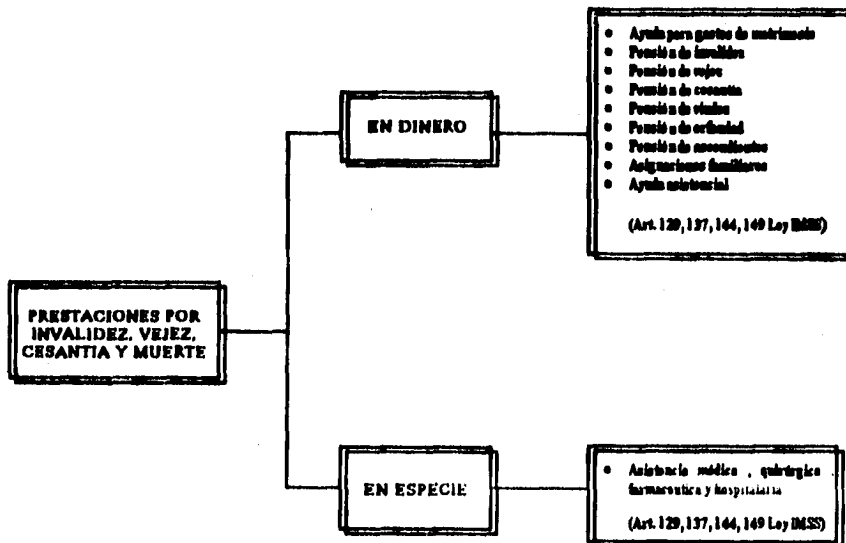 PRESTACIONES POR
INVALIDEZ, VEJEZ,
CESANTIA Y MUERTE
EN DINERO
• Ayuda para gastos de matrimonio
• Pensión de invalidez
• Pensión de vejez
• Pensión de cesantía
• Pensión de viudez
• Pensión de orfandad
• Pensión de ascendientes
• Asignaciones familiares
• Ayuda asistencial
(Art. 129, 137, 144, 149 Ley IMSS)
EN ESPECIE
• Asistencia médica , quirúrgica
farmaceutica y hospitalaria
(Art. 129, 137, 144, 149 Ley IMSS)